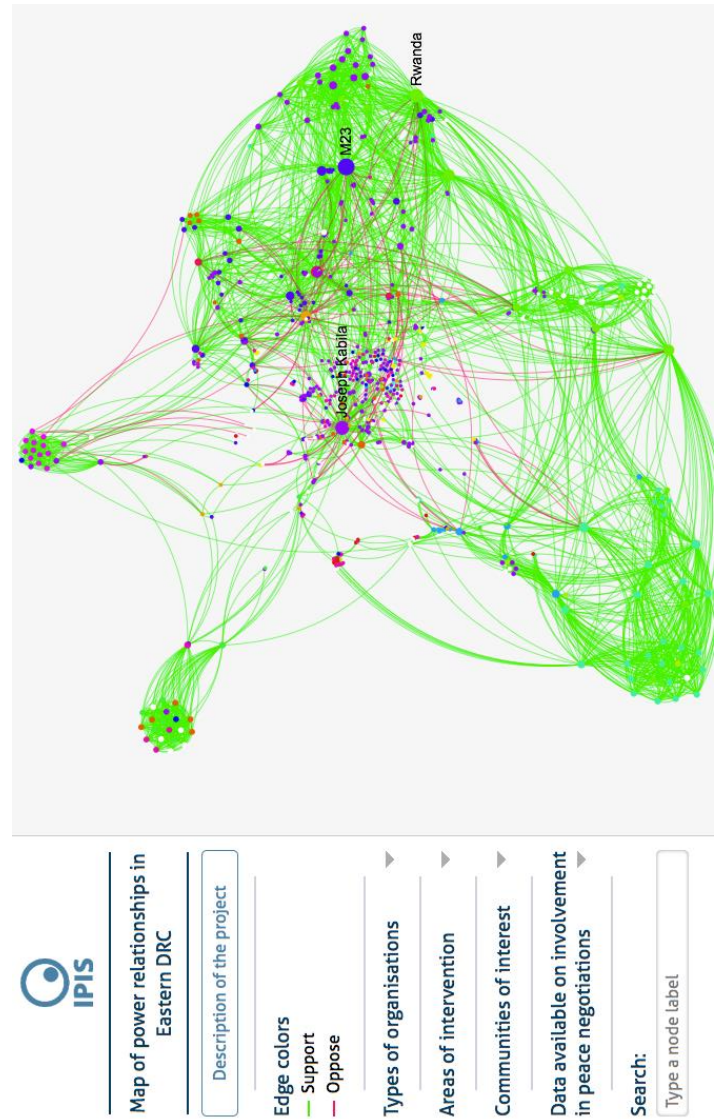 IPIS
Map of power relationships in
Eastern DRC
Description of the project
Edge colors
Support
Oppose
Types of organisations
Areas of intervention
Communities of interest
Data available on involvement
in peace negotiations
Search:
Type a node label
Joseph Kabila
M23
Rwanda